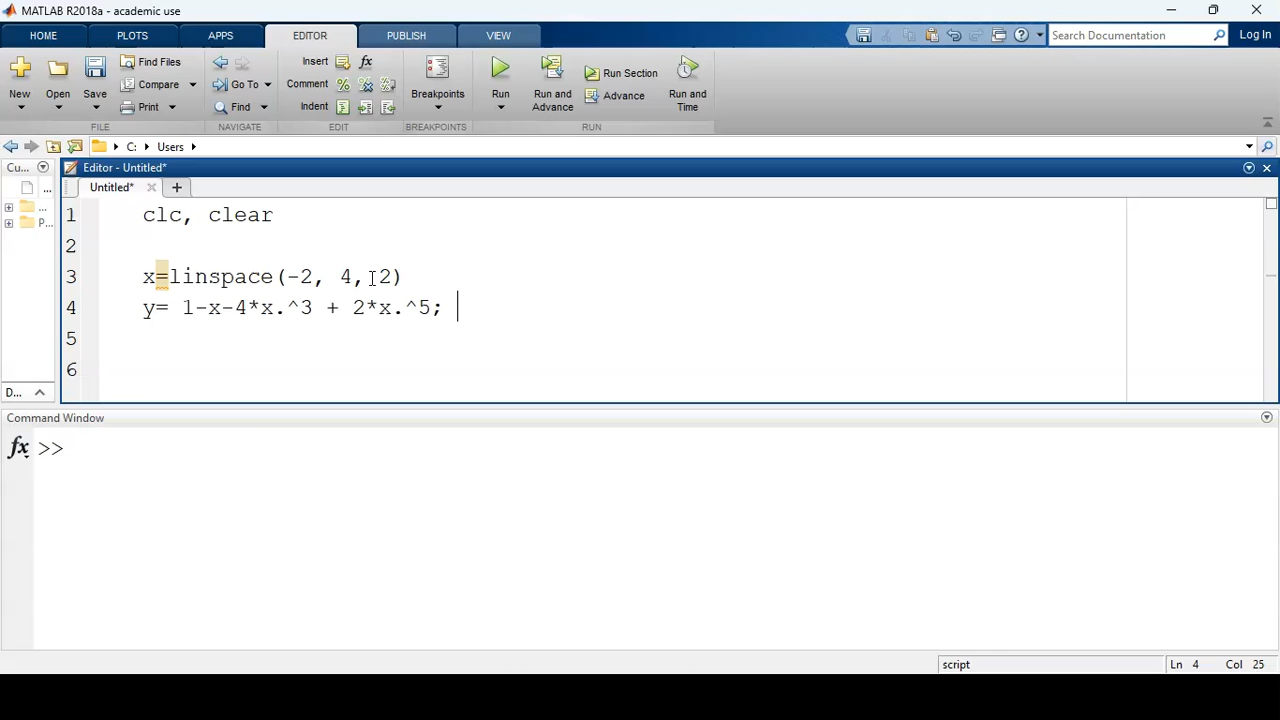 MATLAB R2018a - academic use
HOME PLOTS APPS EDITOR PUBLISH VIEW Search Documentation Log In
New Open Save Find Files Compare Print Go To Find Insert fx Comment Indent Breakpoints Run Run and Advance Run Section Advance Run and Time
FILE NAVIGATE EDIT BREAKPOINTS RUN
C: Users
Cu... Editor - Untitled*
... Untitled* +
... 
P...
1 clc, clear
2
3 x=linspace(-2, 4, 2)
4 y= 1-x-4*x.^3 + 2*x.^5;
5
6
D...
Command Window
fx >>
script Ln 4 Col 25